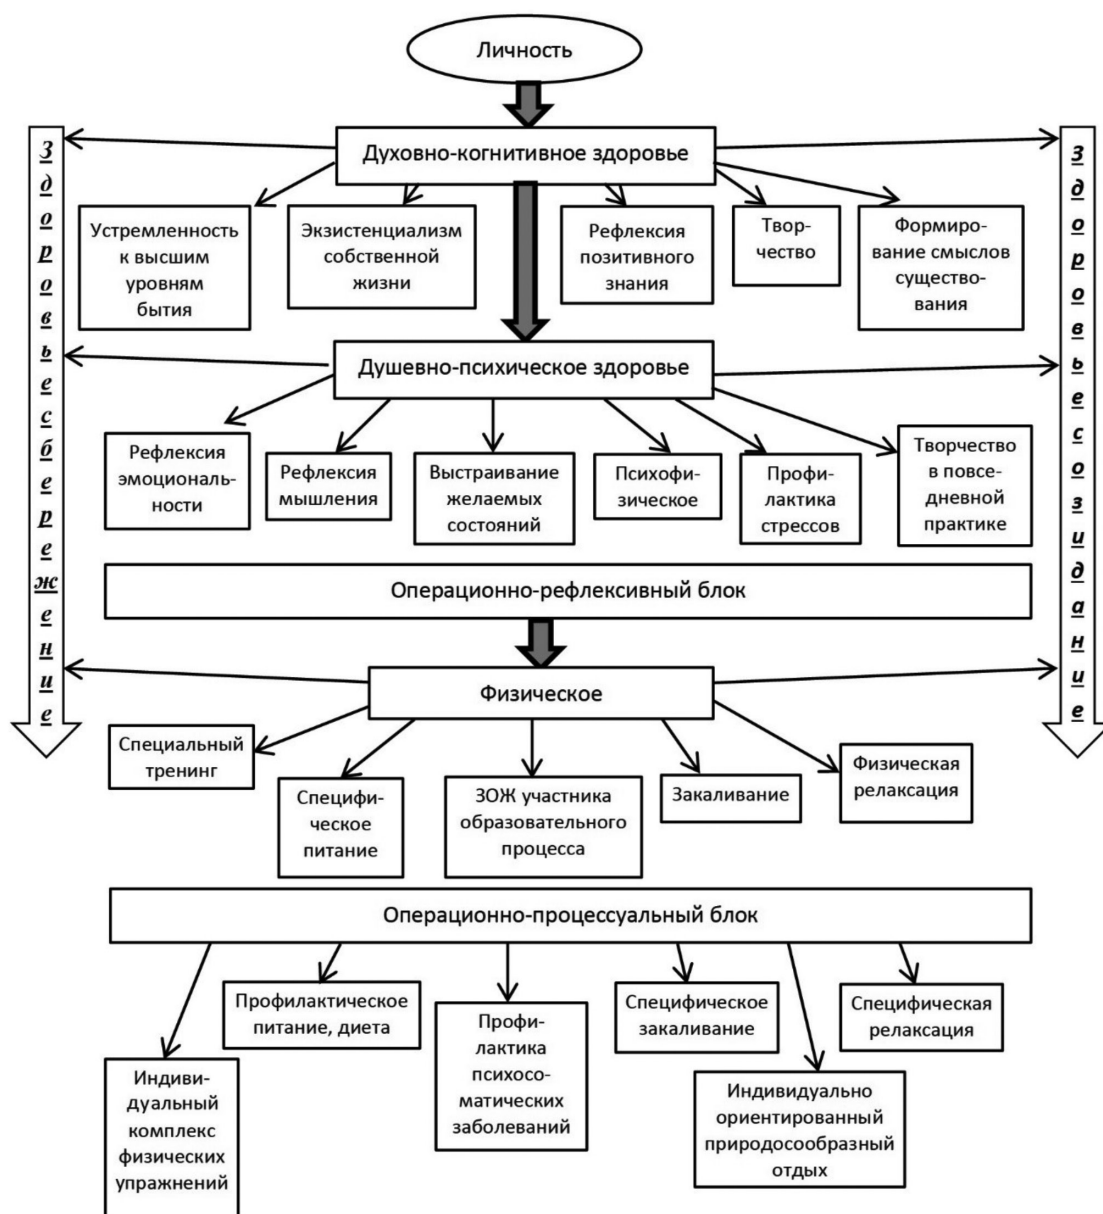 Личность
Здоровьесбережение
Здоровьесозидание
Духовно-когнитивное здоровье
Устремленность
к высшим
уровням
бытия
Экзистенциализм
собственной
жизни
Рефлексия
позитивного
знания
Твор-
чество
Формиро-
вание смыслов
существо-
вания
Душевно-психическое здоровье
Рефлексия
эмоциональ-
ности
Рефлексия
мышления
Выстраивание
желаемых
состояний
Психофи-
зическое
Профи-
лактика
стрессов
Творчество
в повсе-
дневной
практике
Операционно-рефлексивный блок
Физическое
Специальный
тренинг
Специфи-
ческое
питание
ЗОЖ участника
образовательного
процесса
Закаливание
Физическая
релаксация
Операционно-процессуальный блок
Индиви-
дуальный
комплекс
физических
упражнений
Профилактическое
питание, диета
Профи-
лактика
психосо-
матических
заболеваний
Специфическое
закаливание
Индивидуально
ориентированный
природосообразный
отдых
Специфическая
релаксация